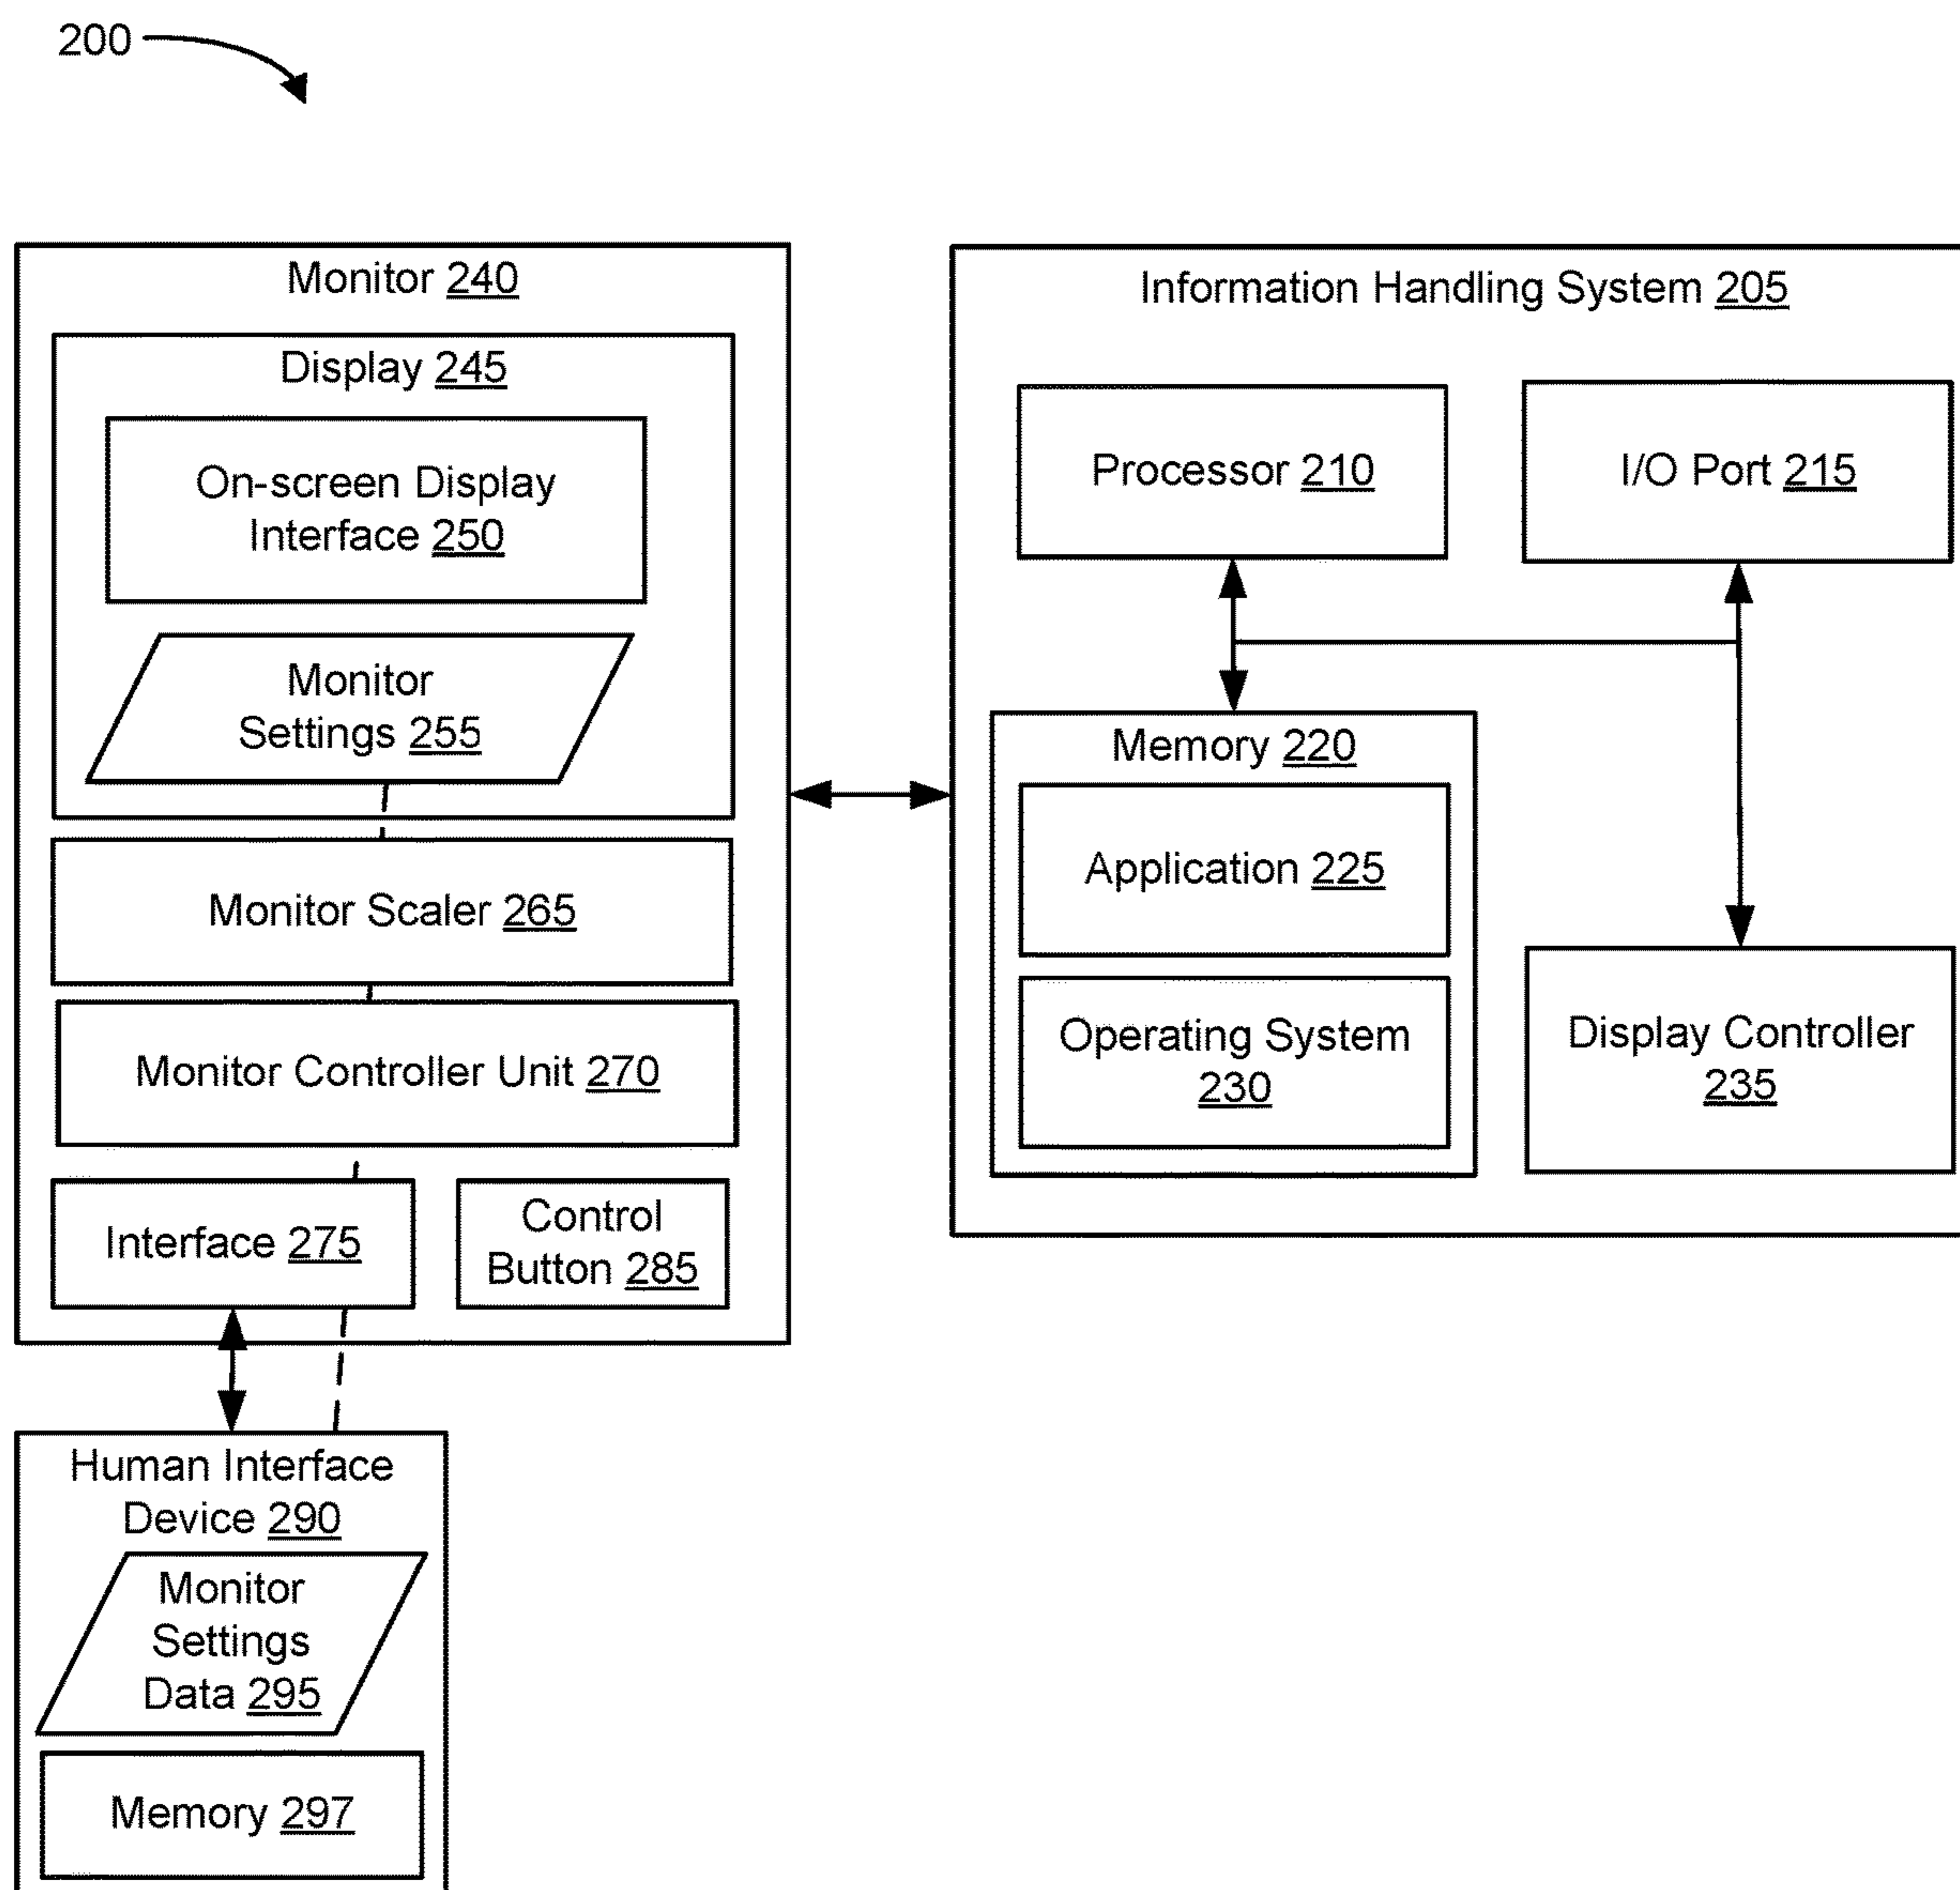 200
Monitor 240
Display 245
On-screen Display
Interface 250
Monitor
Settings 255
Monitor Scaler 265
Monitor Controller Unit 270
Interface 275
Control
Button 285
Human Interface
Device 290
Monitor
Settings
Data 295
Memory 297
Information Handling System 205
Processor 210
I/O Port 215
Memory 220
Application 225
Operating System
230
Display Controller
235